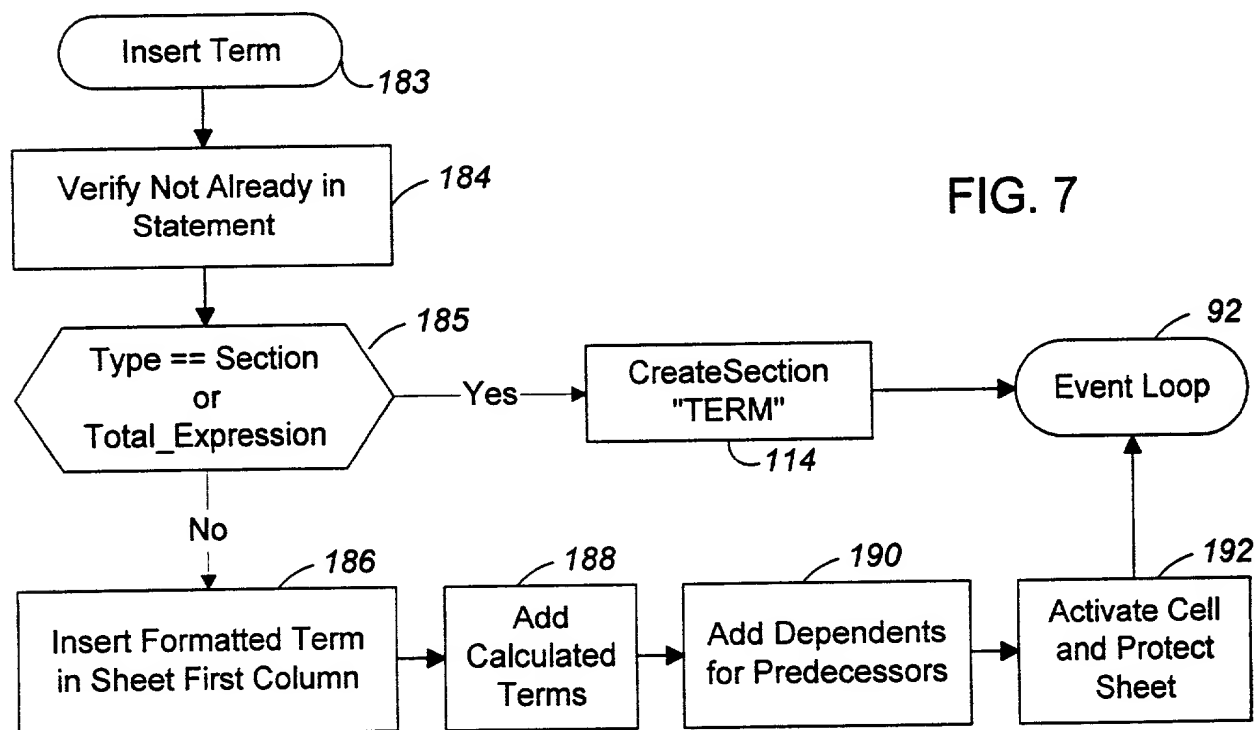 Insert Term
183
Verify Not Already in
Statement
184
FIG. 7
Type == Section
or
Total_Expression
185
Yes
CreateSection
"TERM"
114
Event Loop
92
No
Insert Formatted Term
in Sheet First Column
186
Add
Calculated
Terms
188
Add Dependents
for Predecessors
190
Activate Cell
and Protect
Sheet
192